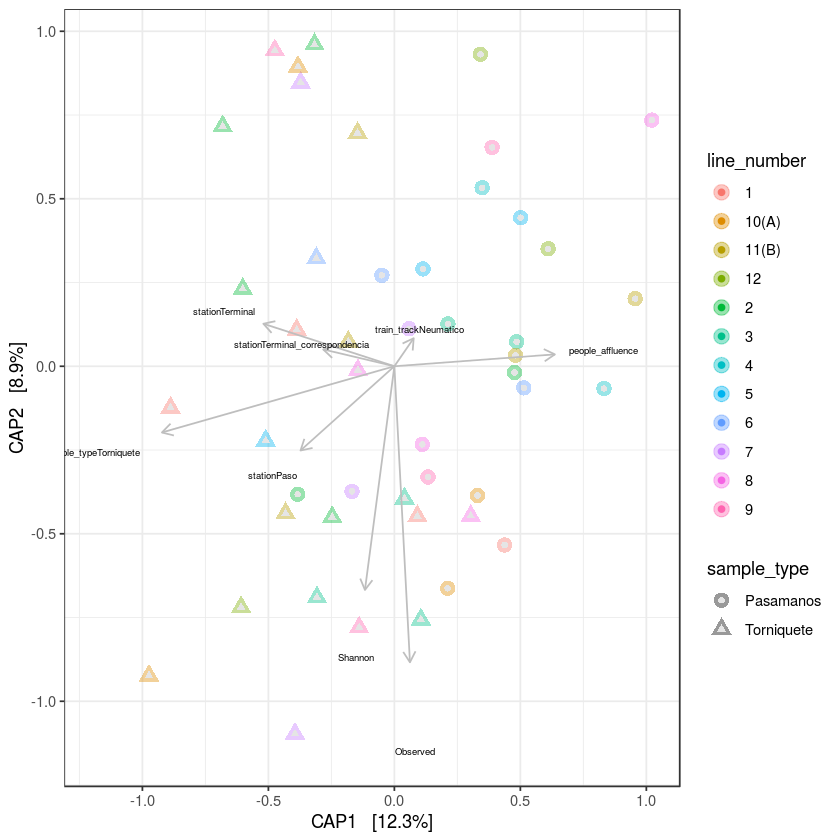 1.0
0.5
0.0
-0.5
-1.0
CAP2 [8.9%]
stationTerminal
train_trackNeumatico
stationTerminal_correspondencia
people_affluence
ple_typeTorniquete
stationPaso
Shannon
Observed
-1.0
-0.5
0.0
0.5
1.0
CAP1 [12.3%]
line_number
1
10(A)
11(B)
12
2
3
4
5
6
7
8
9
sample_type
Pasamanos
Torniquete